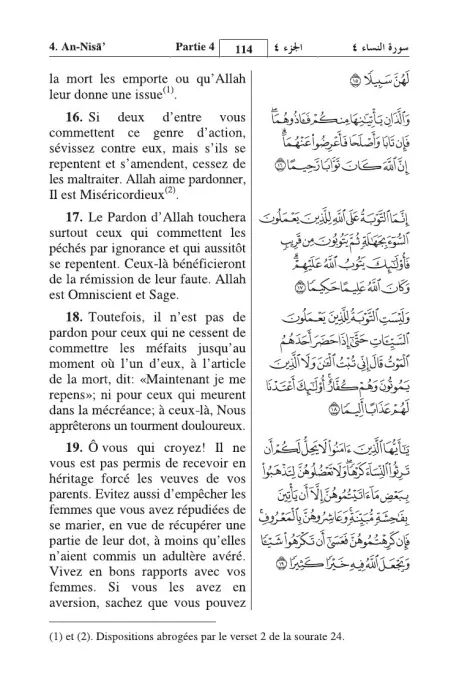 4. An-Nisā’ Partie 4 114 الجزء ٤ سورة النساء ٤
la mort les emporte ou qu’Allah
leur donne une issue(1).
16. Si deux d’entre vous
commettent ce genre d’action,
sévissez contre eux, mais s’ils se
repentent et s’amendent, cessez de
les maltraiter. Allah aime pardonner,
Il est Miséricordieux(2).
17. Le Pardon d’Allah touchera
surtout ceux qui commettent les
péchés par ignorance et qui aussitôt
se repentent. Ceux-là bénéficieront
de la rémission de leur faute. Allah
est Omniscient et Sage.
18. Toutefois, il n’est pas de
pardon pour ceux qui ne cessent de
commettre les méfaits jusqu’au
moment où l’un d’eux, à l’article
de la mort, dit: «Maintenant je me
repens»; ni pour ceux qui meurent
dans la mécréance; à ceux-là, Nous
apprêterons un tourment douloureux.
19. Ô vous qui croyez! Il ne
vous est pas permis de recevoir en
héritage forcé les veuves de vos
parents. Evitez aussi d’empêcher les
femmes que vous avez répudiées de
se marier, en vue de récupérer une
partie de leur dot, à moins qu’elles
n’aient commis un adultère avéré.
Vivez en bons rapports avec vos
femmes. Si vous les avez en
aversion, sachez que vous pouvez
لَهُنَّ سَبِيلًا ١٥
وَٱلَّذَانِ يَأْتِيَٰنِهَا مِنكُمْ فَـَٔاذُوهُمَا ۖ
فَإِن تَابَا وَأَصْلَحَا فَأَعْرِضُوا۟ عَنْهُمَآ ۗ
إِنَّ ٱللَّهَ كَانَ تَوَّابًا رَّحِيمًا ١٦
إِنَّمَا ٱلتَّوْبَةُ عَلَى ٱللَّهِ لِلَّذِينَ يَعْمَلُونَ
ٱلسُّوٓءَ بِجَهَٰلَةٍ ثُمَّ يَتُوبُونَ مِن قَرِيبٍ
فَأُو۟لَٰٓئِكَ يَتُوبُ ٱللَّهُ عَلَيْهِمْ ۗ
وَكَانَ ٱللَّهُ عَلِيمًا حَكِيمًا ١٧
وَلَيْسَتِ ٱلتَّوْبَةُ لِلَّذِينَ يَعْمَلُونَ
ٱلسَّيِّـَٔاتِ حَتَّىٰٓ إِذَا حَضَرَ أَحَدَهُمُ
ٱلْمَوْتُ قَالَ إِنِّى تُبْتُ ٱلْـَٰٔنَ وَلَا ٱلَّذِينَ
يَمُوتُونَ وَهُمْ كُفَّارٌ ۚ أُو۟لَٰٓئِكَ أَعْتَدْنَا
لَهُمْ عَذَابًا أَلِيمًا ١٨
يَٰٓأَيُّهَا ٱلَّذِينَ ءَامَنُوا۟ لَا يَحِلُّ لَكُمْ أَن
تَرِثُوا۟ ٱلنِّسَآءَ كَرْهًا ۖ وَلَا تَعْضُلُوهُنَّ لِتَذْهَبُوا۟
بِبَعْضِ مَآ ءَاتَيْتُمُوهُنَّ إِلَّآ أَن يَأْتِينَ
بِفَٰحِشَةٍ مُّبَيِّنَةٍ ۚ وَعَاشِرُوهُنَّ بِٱلْمَعْرُوفِ ۚ
فَإِن كَرِهْتُمُوهُنَّ فَعَسَىٰٓ أَن تَكْرَهُوا۟ شَيْـًٔا
وَيَجْعَلَ ٱللَّهُ فِيهِ خَيْرًا كَثِيرًا ١٩
(1) et (2). Dispositions abrogées par le verset 2 de la sourate 24.